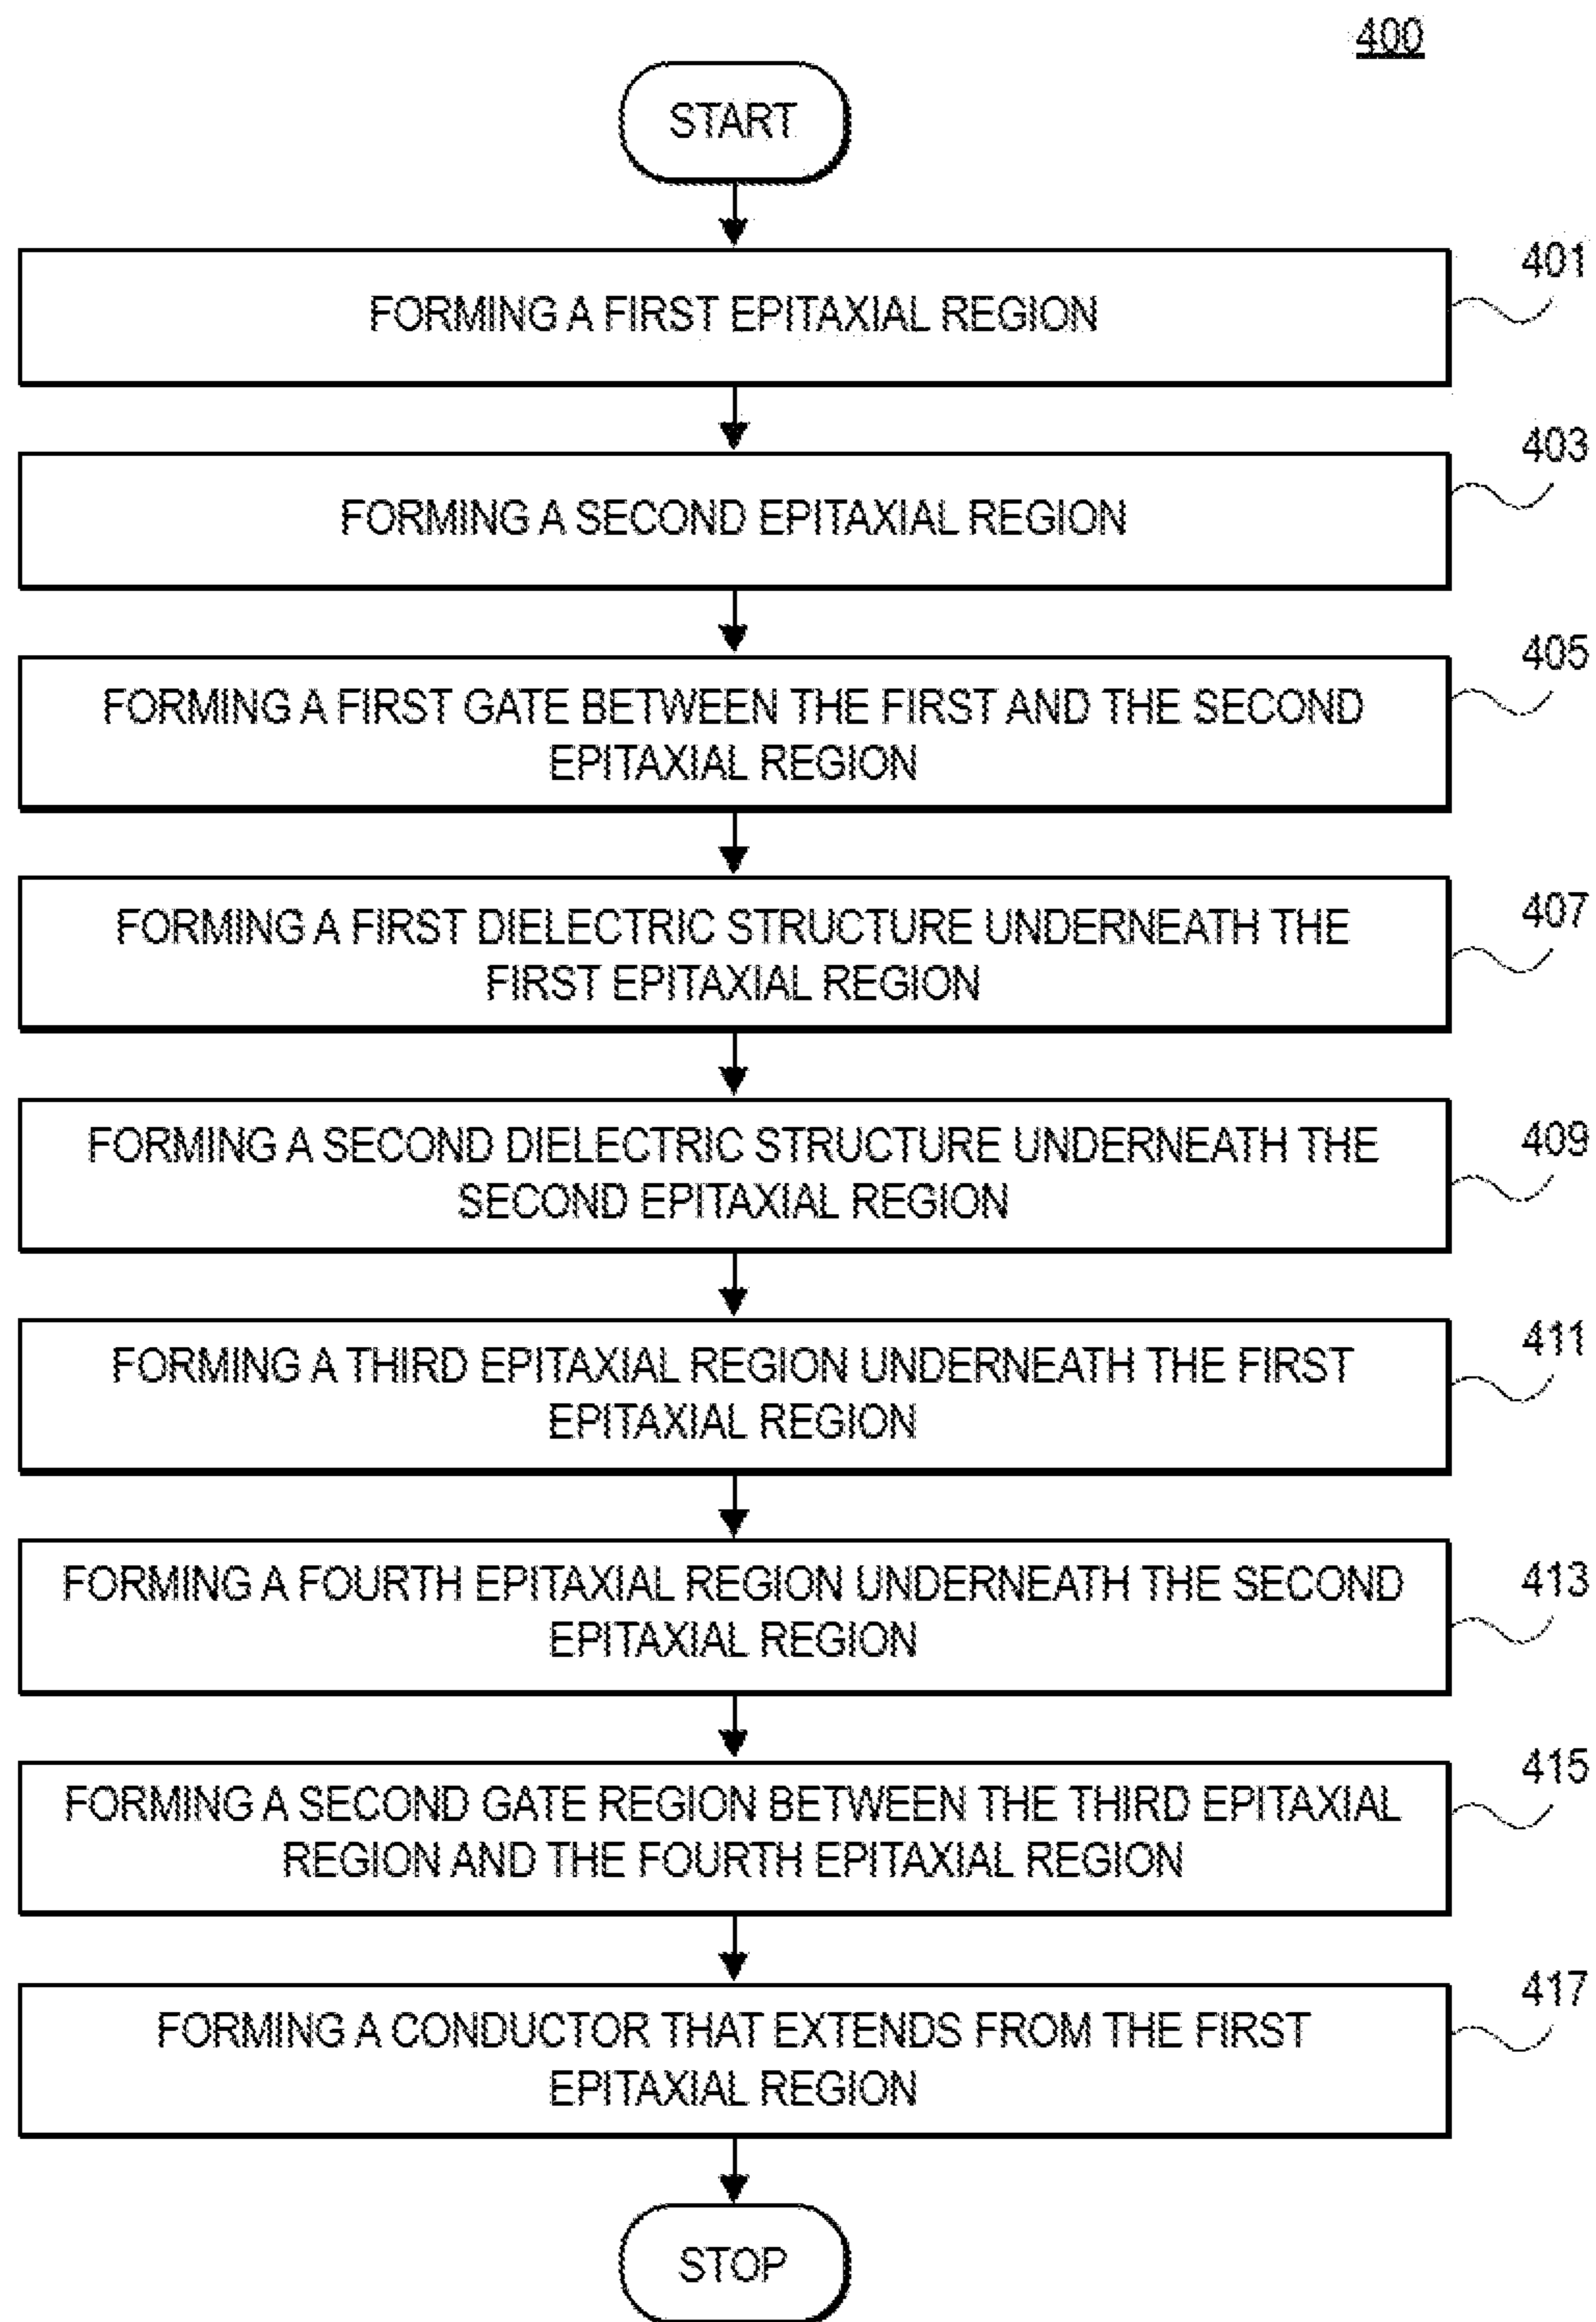 400
START
401
FORMING A FIRST EPITAXIAL REGION
403
FORMING A SECOND EPITAXIAL REGION
405
FORMING A FIRST GATE BETWEEN THE FIRST AND THE SECOND
EPITAXIAL REGION
407
FORMING A FIRST DIELECTRIC STRUCTURE UNDERNEATH THE
FIRST EPITAXIAL REGION
409
FORMING A SECOND DIELECTRIC STRUCTURE UNDERNEATH THE
SECOND EPITAXIAL REGION
411
FORMING A THIRD EPITAXIAL REGION UNDERNEATH THE FIRST
EPITAXIAL REGION
413
FORMING A FOURTH EPITAXIAL REGION UNDERNEATH THE SECOND
EPITAXIAL REGION
415
FORMING A SECOND GATE REGION BETWEEN THE THIRD EPITAXIAL
REGION AND THE FOURTH EPITAXIAL REGION
417
FORMING A CONDUCTOR THAT EXTENDS FROM THE FIRST
EPITAXIAL REGION
STOP